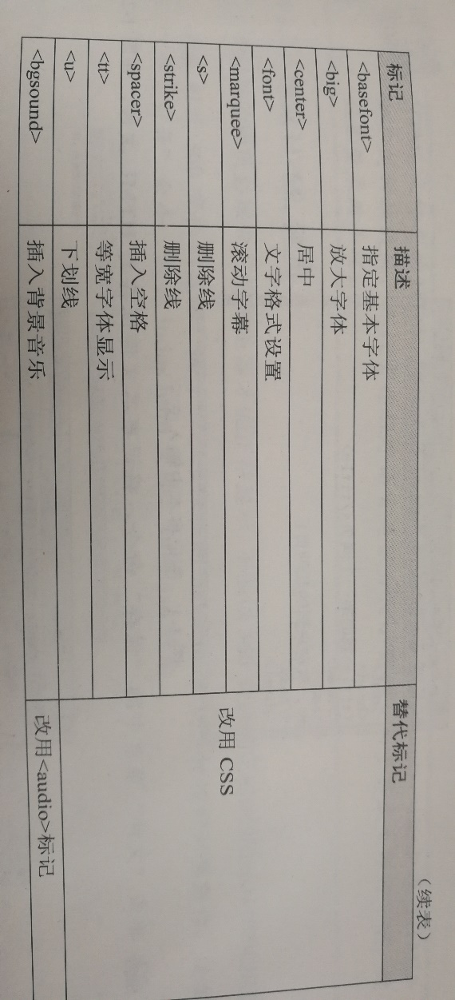 （续表）
标记 描述 替代标记
<basefont> 指定基本字体 改用 CSS
<big> 放大字体
<center> 居中
<font> 文字格式设置
<marquee> 滚动字幕
<s> 删除线
<strike> 删除线
<spacer> 插入空格
<tt> 等宽字体显示
<u> 下划线
<bgsound> 插入背景音乐 改用<audio>标记